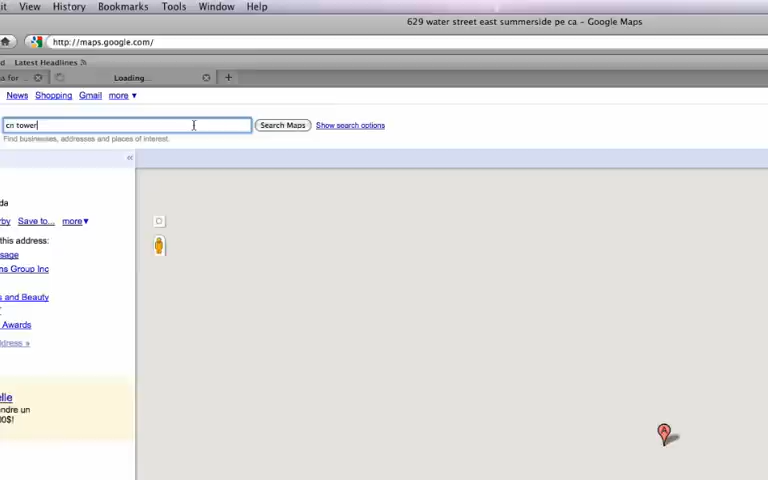 it View History Bookmarks Tools Window Help
629 water street east summerside pe ca - Google Maps
http://maps.google.com/
d Latest Headlines
a for ... Loading...
News Shopping Gmail more ▼
cn tower Search Maps Show search options
Find businesses, addresses and places of interest.
«
da
rby Save to... more▼
this address:
ssage
ns Group Inc
s and Beauty
Awards
ddress »
A
elle
endre un
00$!